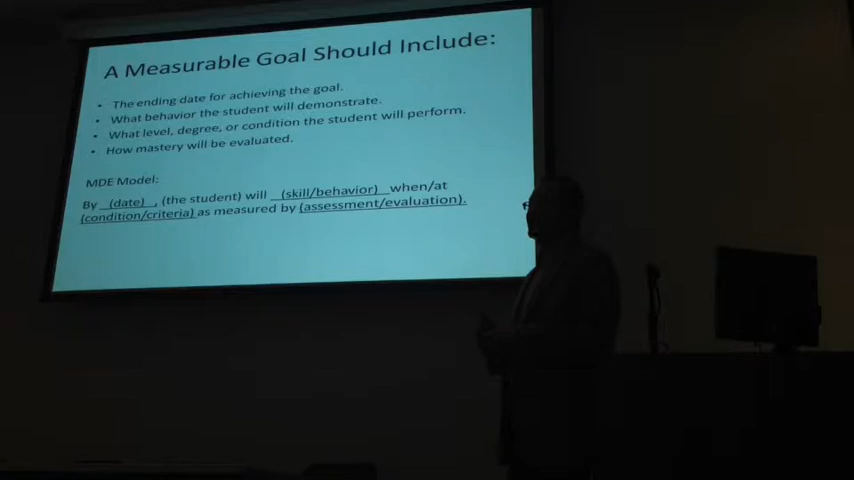 A Measurable Goal Should Include:
• The ending date for achieving the goal.
• What behavior the student will demonstrate.
• What level, degree, or condition the student will perform.
• How mastery will be evaluated.
MDE Model:
By (date) , (the student) will (skill/behavior) when/at
(condition/criteria) as measured by (assessment/evaluation).